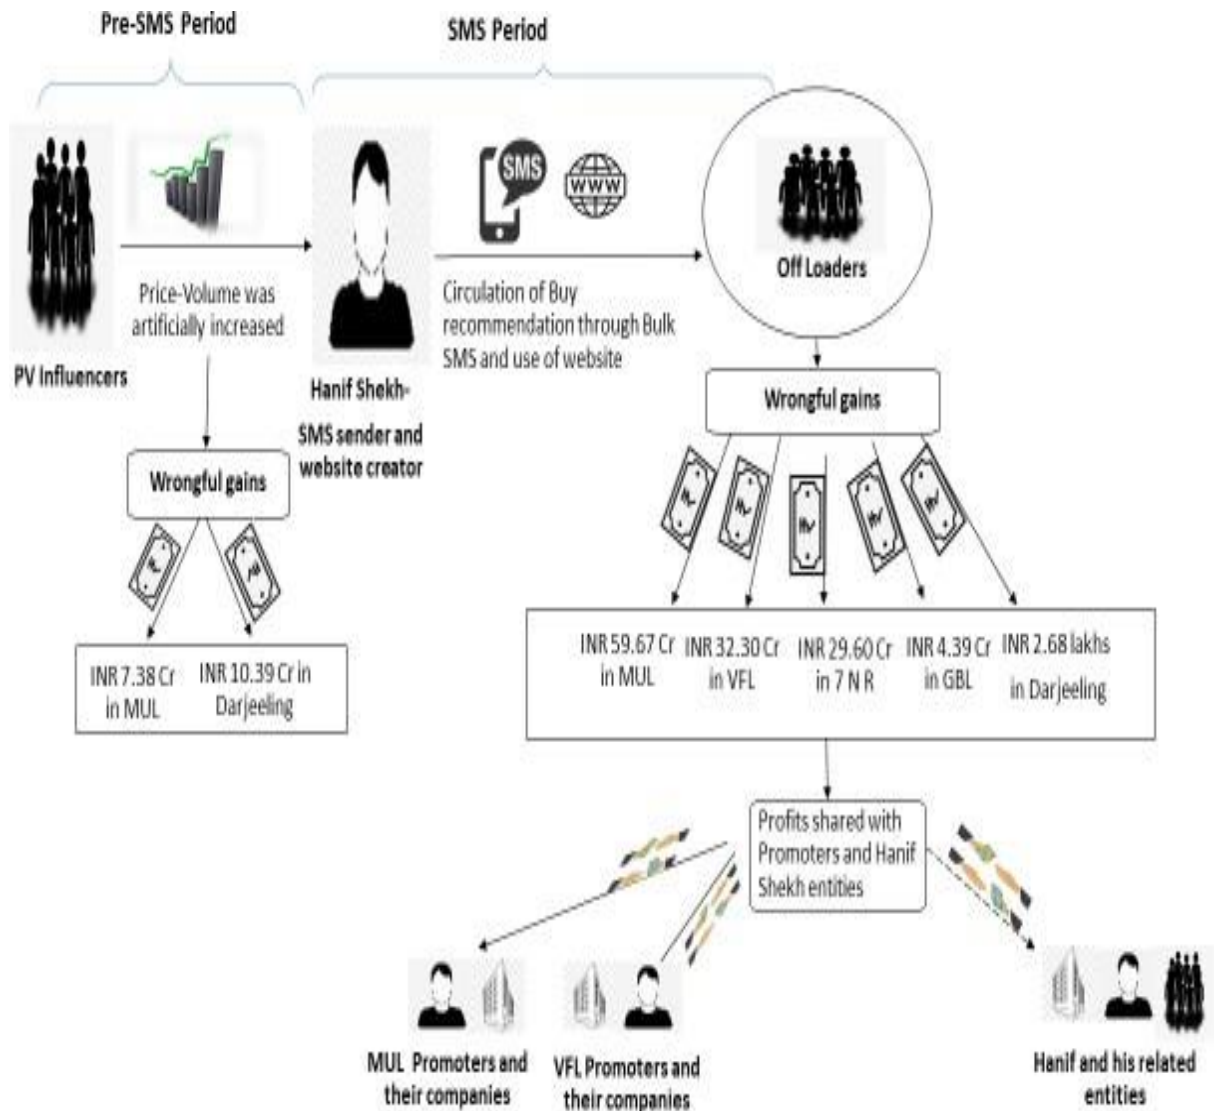 Pre-SMS Period
SMS Period
SMS
WWW
Off Loaders
Price-Volume was
artificially increased
PV Influencers
Circulation of Buy
recommendation through Bulk
SMS and use of website
Hanif Shekh-
SMS sender and
website creator
Wrongful gains
Wrongful gains
INR 7.38 Cr
in MUL
INR 10.39 Cr in
Darjeeling
INR 59.67 Cr
in MUL
INR 32.30 Cr
in VFL
INR 29.60 Cr
in 7 N R
INR 4.39 Cr
in GBL
INR 2.68 lakhs
in Darjeeling
Profits shared with
Promoters and Hanif
Shekh entities
MUL Promoters and
their companies
VFL Promoters and
their companies
Hanif and his related
entities